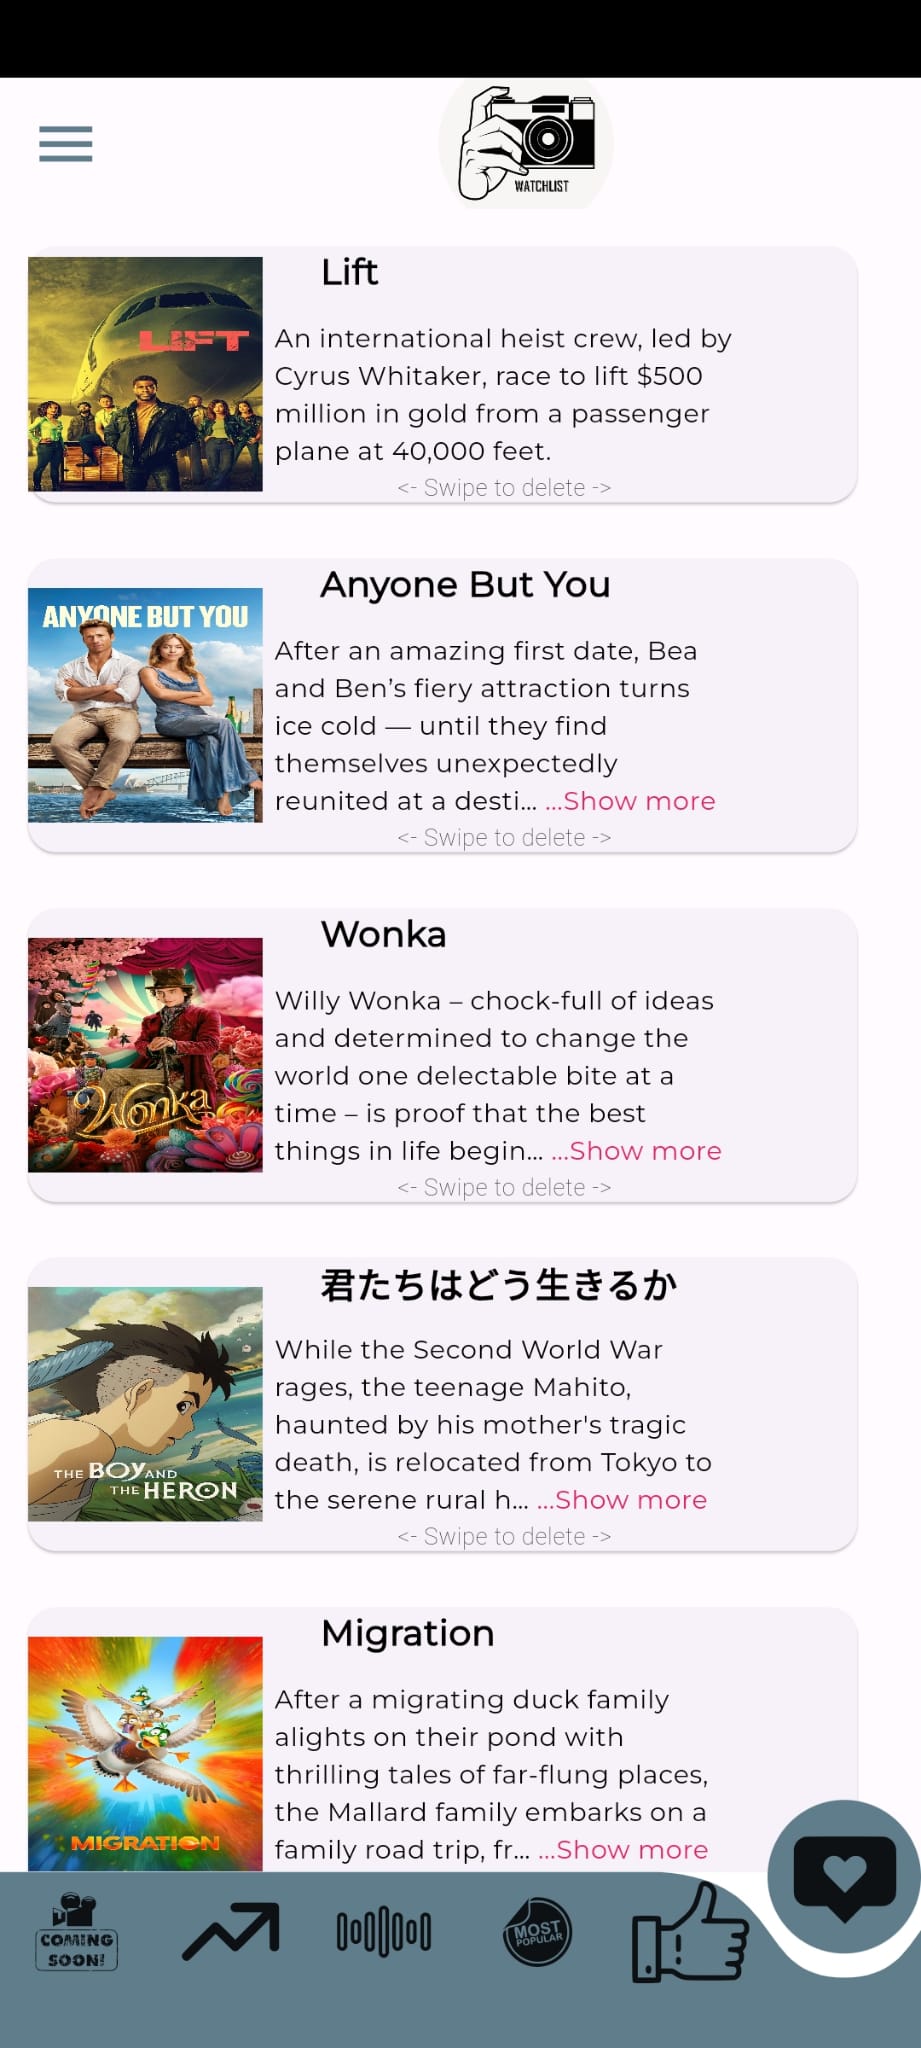 WATCHLIST
LIFT
Lift
An international heist crew, led by
Cyrus Whitaker, race to lift $500
million in gold from a passenger
plane at 40,000 feet.
<- Swipe to delete ->
ANYONE BUT YOU
Anyone But You
After an amazing first date, Bea
and Ben’s fiery attraction turns
ice cold — until they find
themselves unexpectedly
reunited at a desti... ...Show more
<- Swipe to delete ->
Wonka
Wonka
Willy Wonka – chock-full of ideas
and determined to change the
world one delectable bite at a
time – is proof that the best
things in life begin... ...Show more
<- Swipe to delete ->
THE BOY AND
THE HERON
君たちはどう生きるか
While the Second World War
rages, the teenage Mahito,
haunted by his mother's tragic
death, is relocated from Tokyo to
the serene rural h... ...Show more
<- Swipe to delete ->
MIGRATION
Migration
After a migrating duck family
alights on their pond with
thrilling tales of far-flung places,
the Mallard family embarks on a
family road trip, fr... ...Show more
COMING
SOON!
MOST
POPULAR